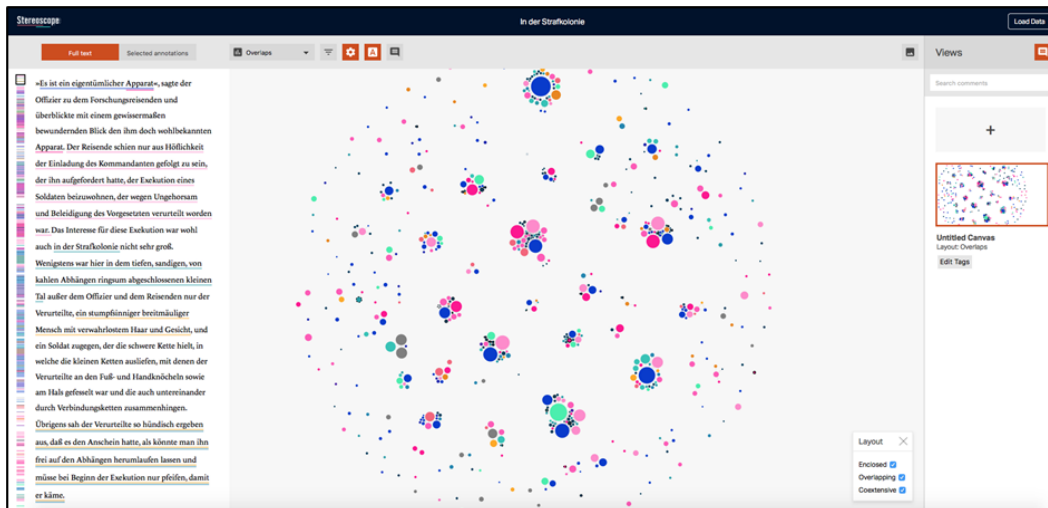 Stereoscope
In der Strafkolonie
Load Data
Full text
Selected annotations
Overlaps
A
Views
Search comments
+
»Es ist ein eigentümlicher Apparat«, sagte der
Offizier zu dem Forschungsreisenden und
überblickte mit einem gewissermaßen
bewundernden Blick den ihm doch wohlbekannten
Apparat. Der Reisende schien nur aus Höflichkeit
der Einladung des Kommandanten gefolgt zu sein,
der ihn aufgefordert hatte, der Exekution eines
Soldaten beizuwohnen, der wegen Ungehorsam
und Beleidigung des Vorgesetzten verurteilt worden
war. Das Interesse für diese Exekution war wohl
auch in der Strafkolonie nicht sehr groß.
Wenigstens war hier in dem tiefen, sandigen, von
kahlen Abhängen ringsum abgeschlossenen kleinen
Tal außer dem Offizier und dem Reisenden nur der
Verurteilte, ein stumpfsinniger breitmäuliger
Mensch mit verwahrlostem Haar und Gesicht, und
ein Soldat zugegen, der die schwere Kette hielt, in
welche die kleinen Ketten ausliefen, mit denen der
Verurteilte an den Fuß- und Handknöcheln sowie
am Hals gefesselt war und die auch untereinander
durch Verbindungsketten zusammenhingen.
Übrigens sah der Verurteilte so hündisch ergeben
aus, daß es den Anschein hatte, als könnte man ihn
frei auf den Abhängen herumlaufen lassen und
müsse bei Beginn der Exekution nur pfeifen, damit
er käme.
Layout
Enclosed
Overlapping
Coextensive
Untitled Canvas
Layout: Overlaps
Edit Tags